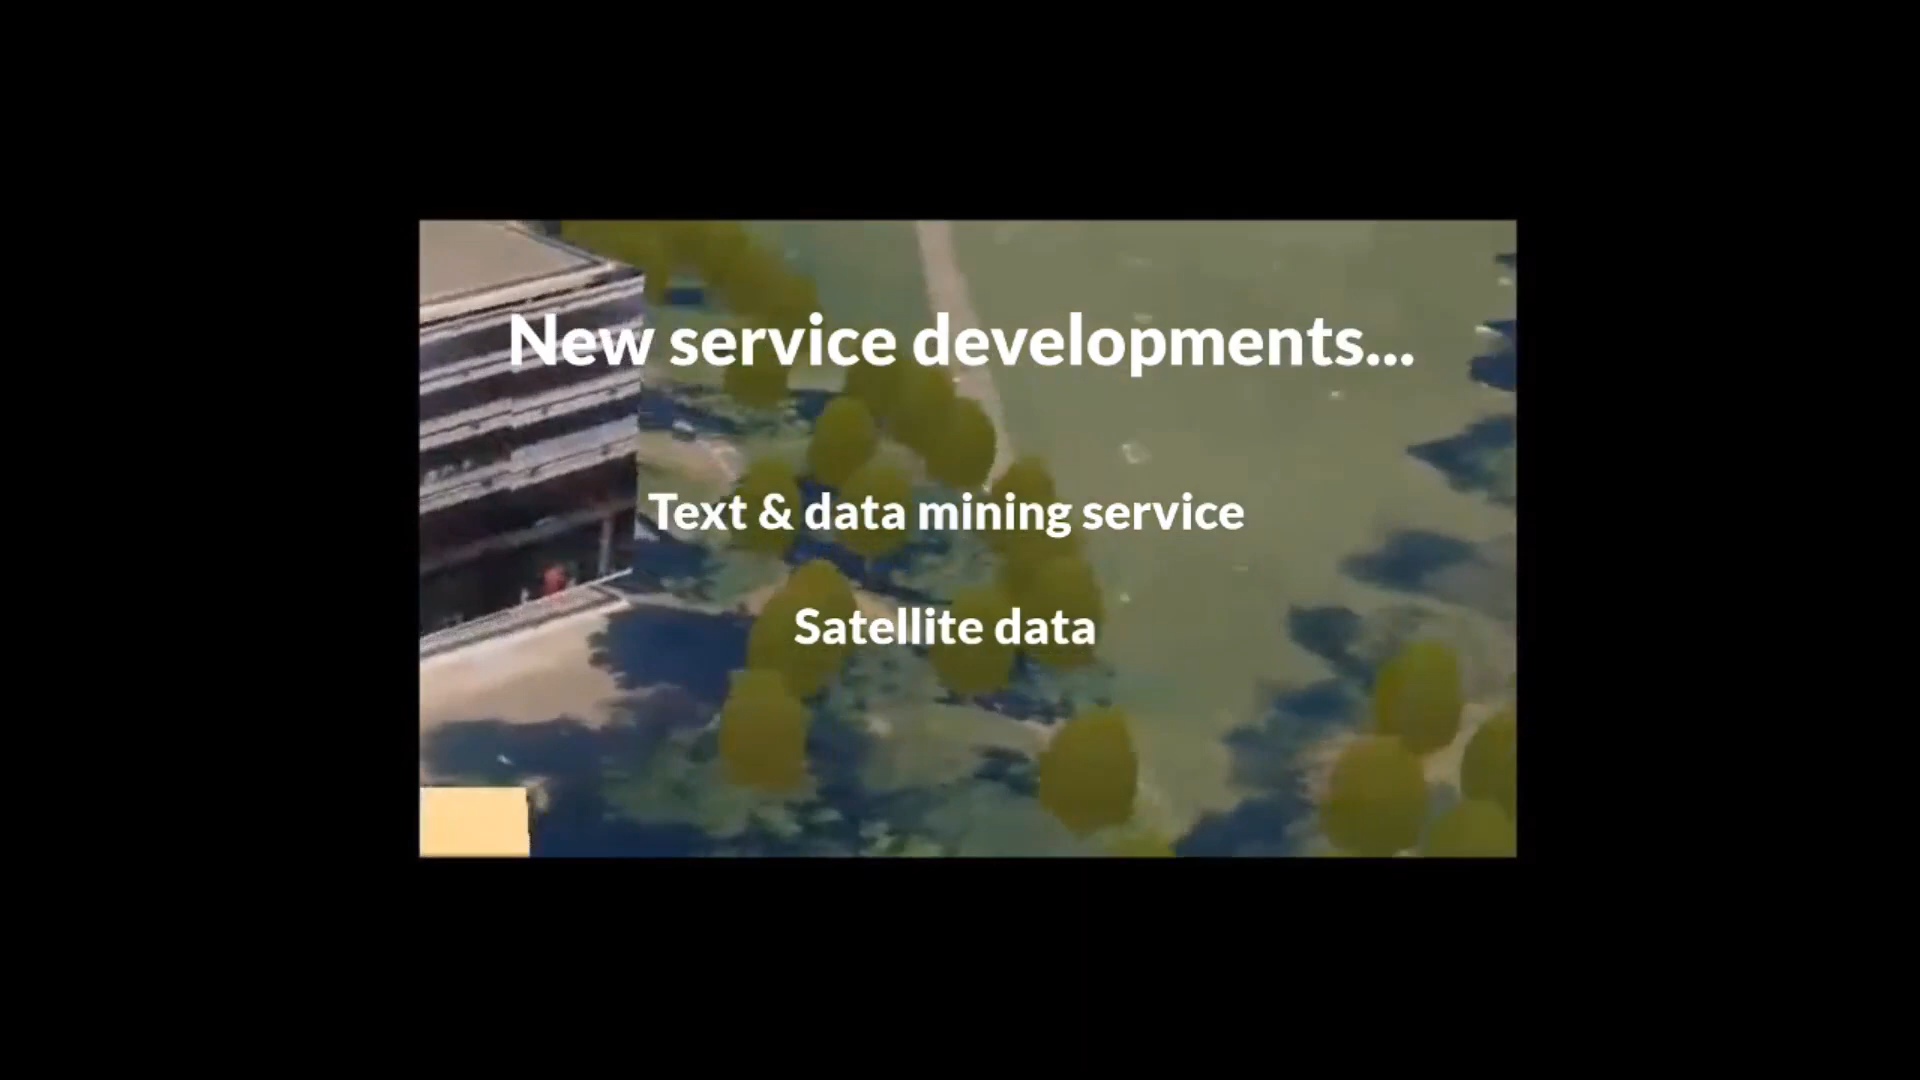 New service developments...
Text & data mining service
Satellite data